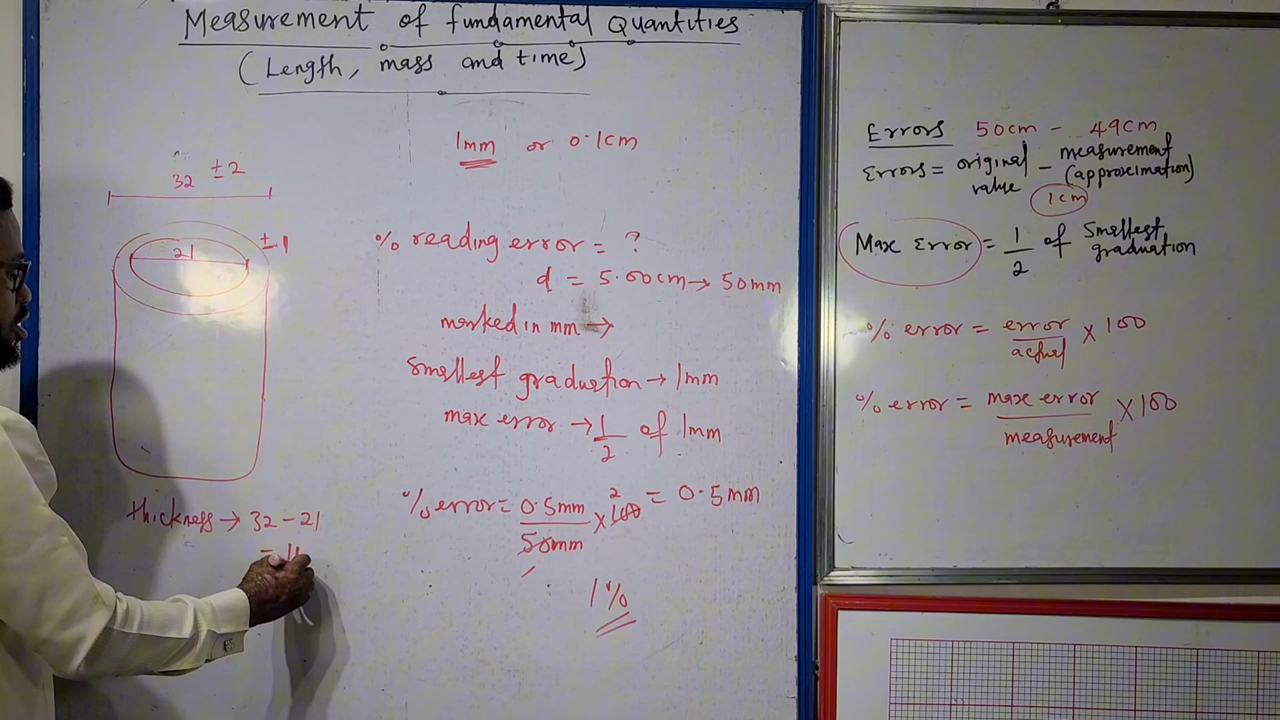 Measurement of fundamental Quantities
(Length, mass and time)
1mm or 0.1cm
32 ±2
21
±1
thickness → 32 - 21
= 11
% reading error = ?
d = 5.00cm → 50mm
marked in mm →
smallest graduation → 1mm
max error → 1/2 of 1mm
% error = 0.5mm/50mm × 100 2 = 0.5mm
1%
Errors 50cm - 49cm
Errors = original value - measurement (approximation)
1cm
Max Error = 1/2 of smallest graduation
% error = error/actual × 100
% error = max error/measurement × 100